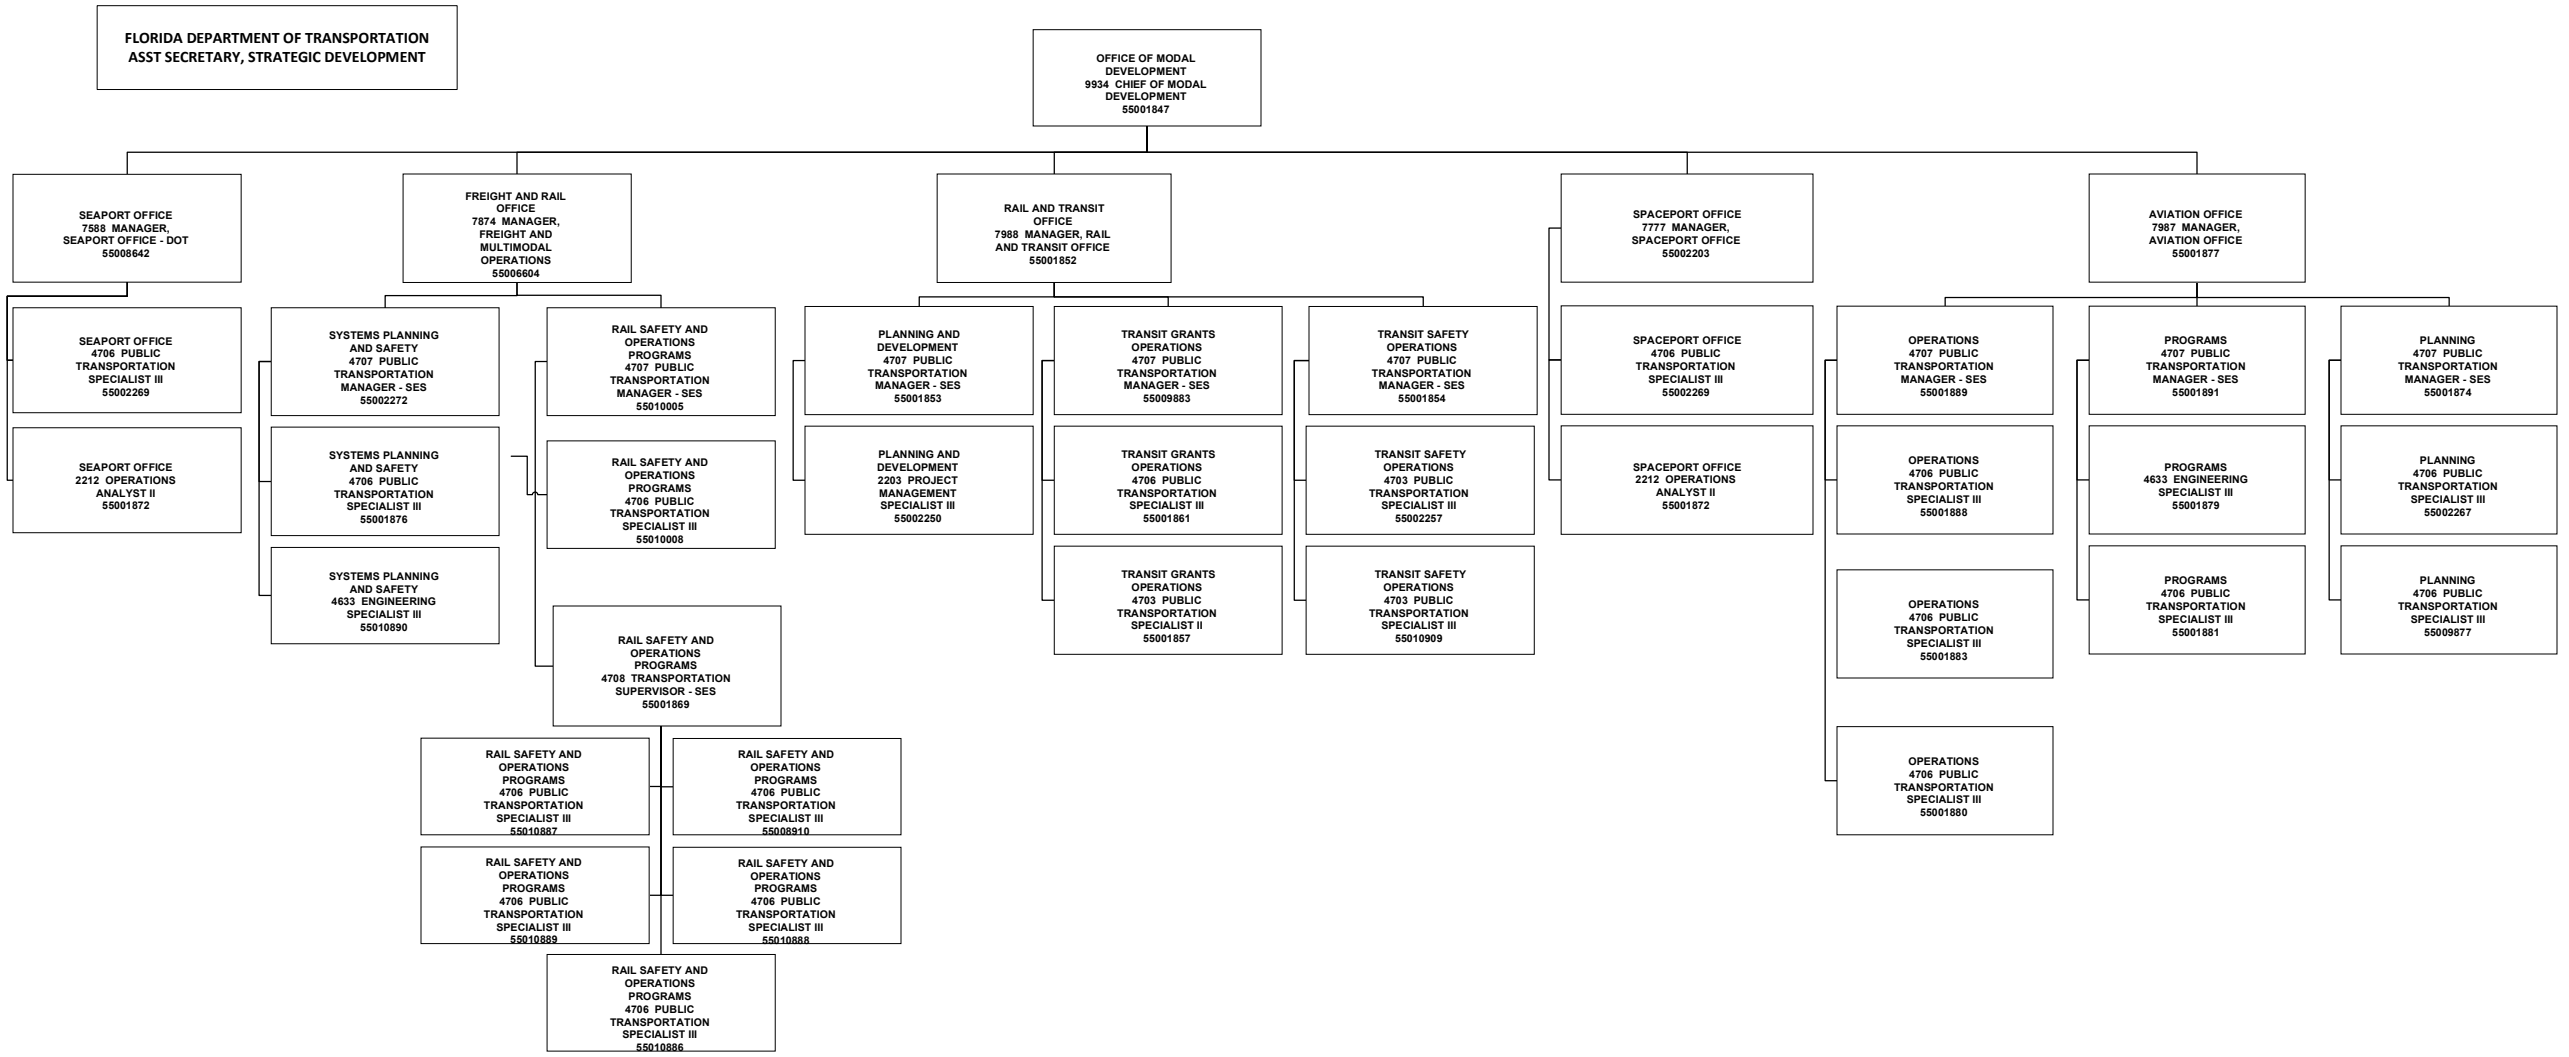 FLORIDA DEPARTMENT OF TRANSPORTATION
ASST SECRETARY, STRATEGIC DEVELOPMENT
OFFICE OF MODAL
DEVELOPMENT
9934 CHIEF OF MODAL
DEVELOPMENT
55001847
SEAPORT OFFICE
7588 MANAGER,
SEAPORT OFFICE - DOT
55008642
FREIGHT AND RAIL
OFFICE
7874 MANAGER,
FREIGHT AND
MULTIMODAL
OPERATIONS
55006604
RAIL AND TRANSIT
OFFICE
7988 MANAGER, RAIL
AND TRANSIT OFFICE
55001852
SPACEPORT OFFICE
7777 MANAGER,
SPACEPORT OFFICE
55002203
AVIATION OFFICE
7987 MANAGER,
AVIATION OFFICE
55001877
SEAPORT OFFICE
4706 PUBLIC
TRANSPORTATION
SPECIALIST III
55002269
SYSTEMS PLANNING
AND SAFETY
4707 PUBLIC
TRANSPORTATION
MANAGER - SES
55002272
RAIL SAFETY AND
OPERATIONS
PROGRAMS
4707 PUBLIC
TRANSPORTATION
MANAGER - SES
55010005
PLANNING AND
DEVELOPMENT
4707 PUBLIC
TRANSPORTATION
MANAGER - SES
55001853
TRANSIT GRANTS
OPERATIONS
4707 PUBLIC
TRANSPORTATION
MANAGER - SES
55009883
TRANSIT SAFETY
OPERATIONS
4707 PUBLIC
TRANSPORTATION
MANAGER - SES
55001854
SPACEPORT OFFICE
4706 PUBLIC
TRANSPORTATION
SPECIALIST III
55002269
OPERATIONS
4707 PUBLIC
TRANSPORTATION
MANAGER - SES
55001889
PROGRAMS
4707 PUBLIC
TRANSPORTATION
MANAGER - SES
55001891
PLANNING
4707 PUBLIC
TRANSPORTATION
MANAGER - SES
55001874
SEAPORT OFFICE
2212 OPERATIONS
ANALYST II
55001872
SYSTEMS PLANNING
AND SAFETY
4706 PUBLIC
TRANSPORTATION
SPECIALIST III
55001876
RAIL SAFETY AND
OPERATIONS
PROGRAMS
4706 PUBLIC
TRANSPORTATION
SPECIALIST III
55010008
PLANNING AND
DEVELOPMENT
2203 PROJECT
MANAGEMENT
SPECIALIST III
55002250
TRANSIT GRANTS
OPERATIONS
4706 PUBLIC
TRANSPORTATION
SPECIALIST III
55001861
TRANSIT SAFETY
OPERATIONS
4703 PUBLIC
TRANSPORTATION
SPECIALIST III
55002257
SPACEPORT OFFICE
2212 OPERATIONS
ANALYST II
55001872
OPERATIONS
4706 PUBLIC
TRANSPORTATION
SPECIALIST III
55001888
PROGRAMS
4633 ENGINEERING
SPECIALIST III
55001879
PLANNING
4706 PUBLIC
TRANSPORTATION
SPECIALIST III
55002267
SYSTEMS PLANNING
AND SAFETY
4633 ENGINEERING
SPECIALIST III
55010890
TRANSIT GRANTS
OPERATIONS
4703 PUBLIC
TRANSPORTATION
SPECIALIST II
55001857
TRANSIT SAFETY
OPERATIONS
4703 PUBLIC
TRANSPORTATION
SPECIALIST III
55010909
OPERATIONS
4706 PUBLIC
TRANSPORTATION
SPECIALIST III
55001883
PROGRAMS
4706 PUBLIC
TRANSPORTATION
SPECIALIST III
55001881
PLANNING
4706 PUBLIC
TRANSPORTATION
SPECIALIST III
55009877
RAIL SAFETY AND
OPERATIONS
PROGRAMS
4708 TRANSPORTATION
SUPERVISOR - SES
55001869
OPERATIONS
4706 PUBLIC
TRANSPORTATION
SPECIALIST III
55001880
RAIL SAFETY AND
OPERATIONS
PROGRAMS
4706 PUBLIC
TRANSPORTATION
SPECIALIST III
55010887
RAIL SAFETY AND
OPERATIONS
PROGRAMS
4706 PUBLIC
TRANSPORTATION
SPECIALIST III
55008910
RAIL SAFETY AND
OPERATIONS
PROGRAMS
4706 PUBLIC
TRANSPORTATION
SPECIALIST III
55010889
RAIL SAFETY AND
OPERATIONS
PROGRAMS
4706 PUBLIC
TRANSPORTATION
SPECIALIST III
55010888
RAIL SAFETY AND
OPERATIONS
PROGRAMS
4706 PUBLIC
TRANSPORTATION
SPECIALIST III
55010886